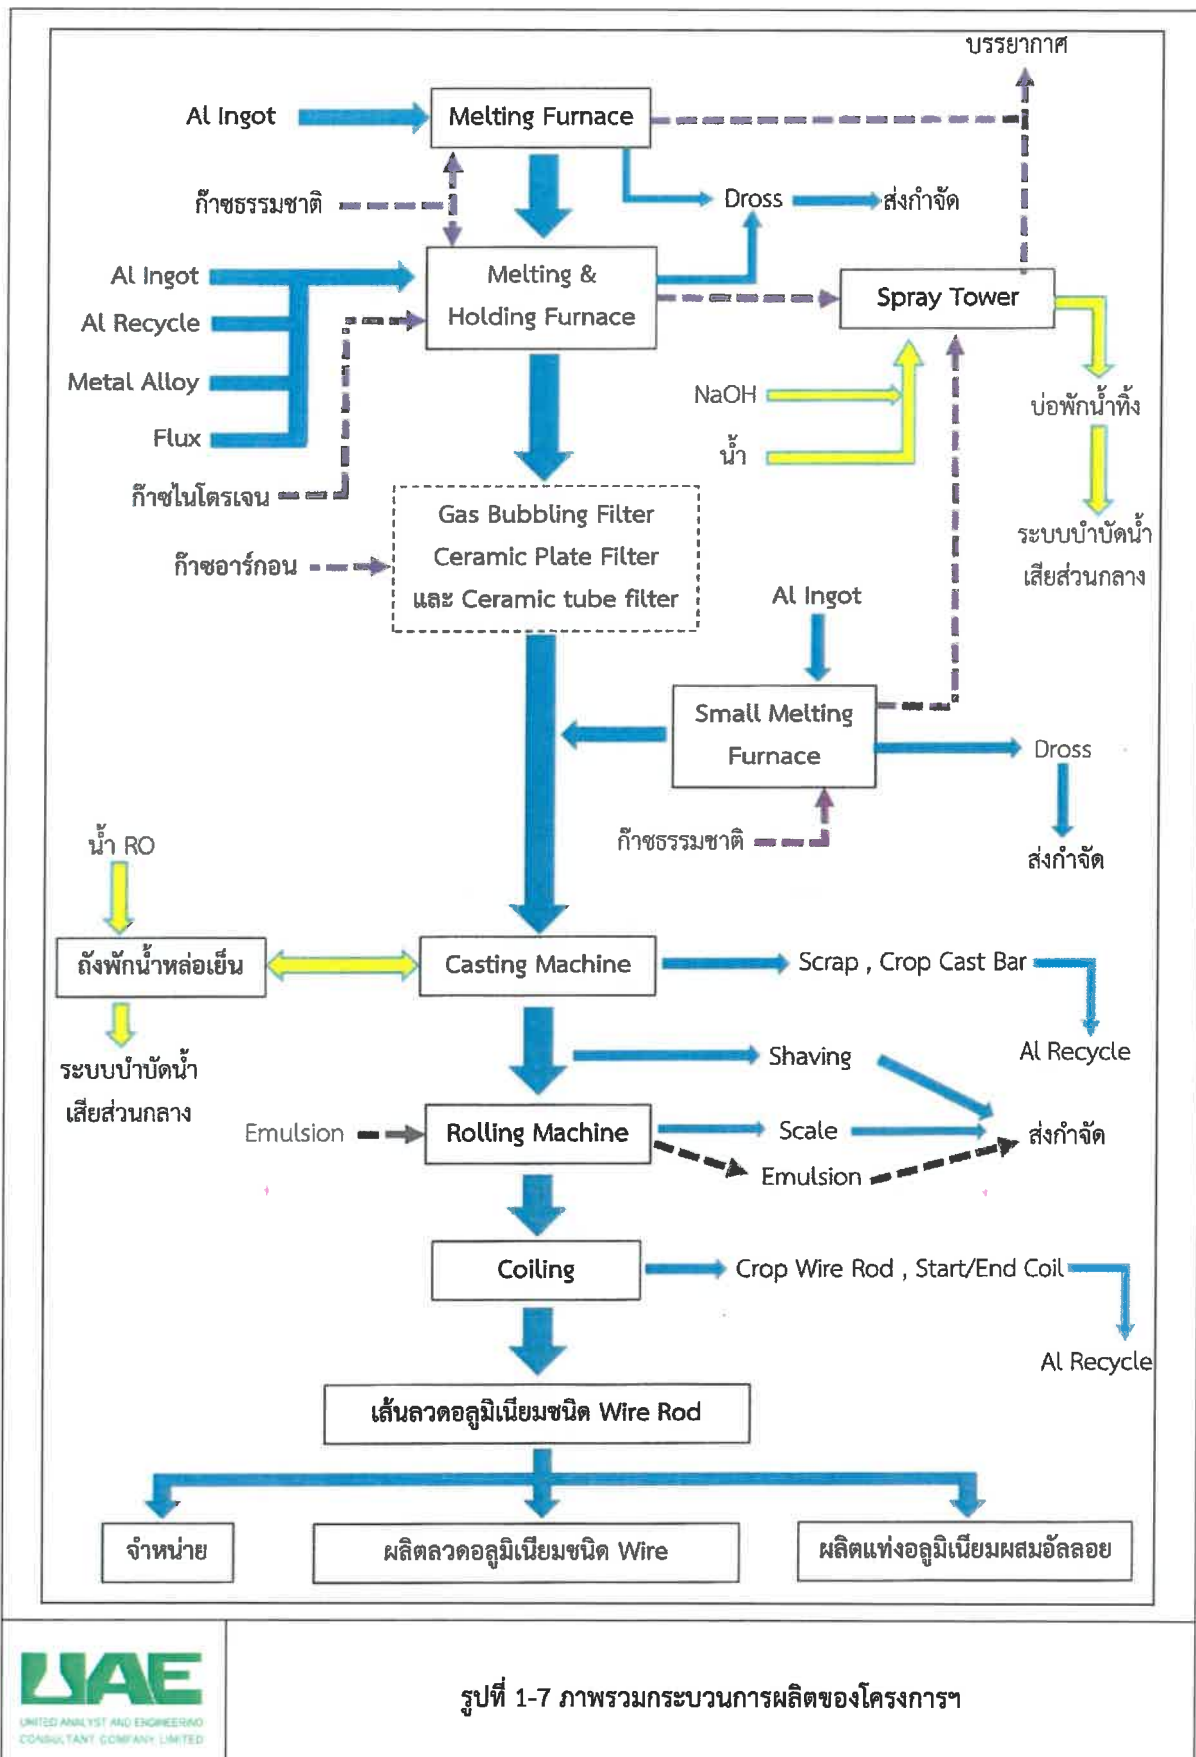 บรรยากาศ
Al Ingot
Melting Furnace
ก๊าซธรรมชาติ
Dross
ส่งกำจัด
Al Ingot
Melting &
Holding Furnace
Spray Tower
Al Recycle
Metal Alloy
NaOH
บ่อพักน้ำทิ้ง
Flux
น้ำ
ก๊าซไนโตรเจน
Gas Bubbling Filter
Ceramic Plate Filter
และ Ceramic tube filter
ระบบบำบัดน้ำ
เสียส่วนกลาง
ก๊าซอาร์กอน
Al Ingot
Small Melting
Furnace
Dross
ก๊าซธรรมชาติ
ส่งกำจัด
น้ำ RO
ถังพักน้ำหล่อเย็น
Casting Machine
Scrap , Crop Cast Bar
Al Recycle
ระบบบำบัดน้ำ
เสียส่วนกลาง
Shaving
Emulsion
Rolling Machine
Scale
ส่งกำจัด
Emulsion
Coiling
Crop Wire Rod , Start/End Coil
Al Recycle
เส้นลวดอลูมิเนียมชนิด Wire Rod
จำหน่าย
ผลิตลวดอลูมิเนียมชนิด Wire
ผลิตแท่งอลูมิเนียมผสมอัลลอย
UAE
UNITED ANALYST AND ENGINEERING
CONSULTANT COMPANY LIMITED
รูปที่ 1-7 ภาพรวมกระบวนการผลิตของโครงการฯ